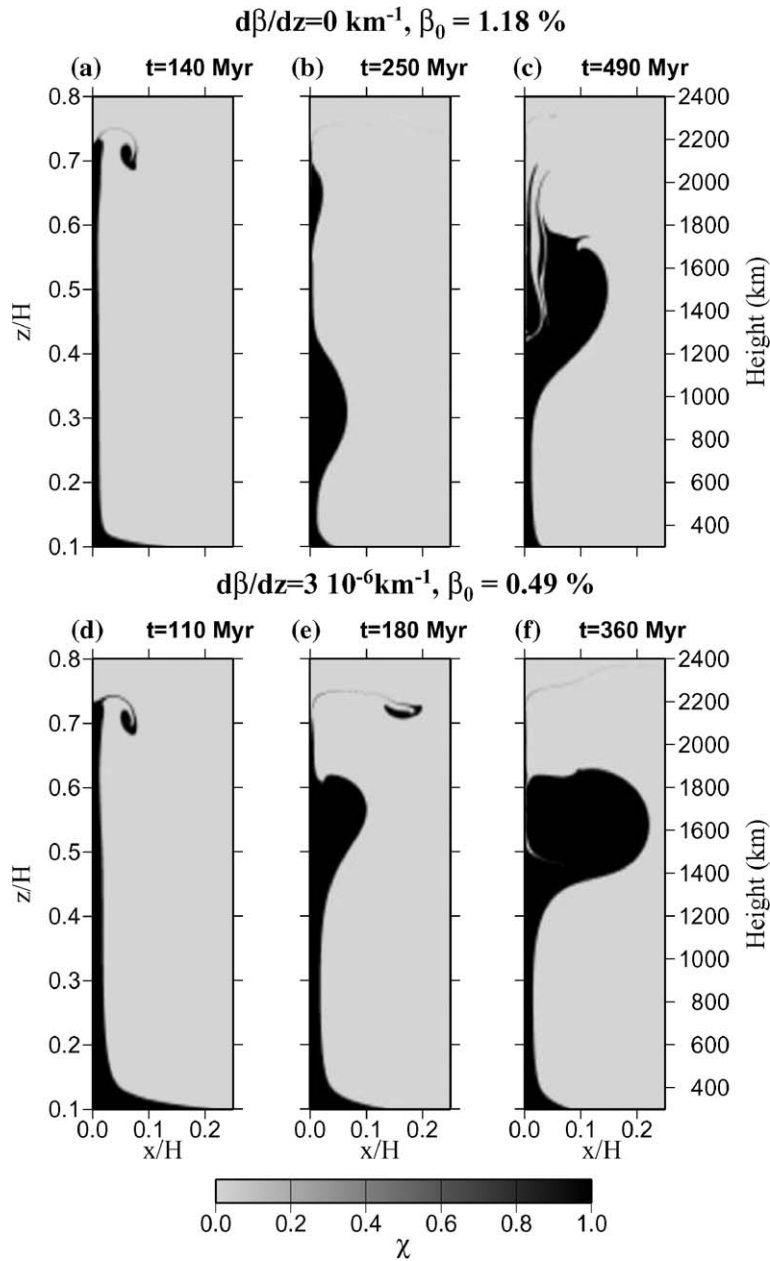 dβ/dz=0 km⁻¹, β₀ = 1.18 %
(a) t=140 Myr (b) t=250 Myr (c) t=490 Myr
0.8 2400
0.7 2200
2000
0.6 1800
z/H 0.5 1600 Height (km)
1400
0.4 1200
0.3 1000
800
0.2 600
400
0.1
dβ/dz=3 10⁻⁶km⁻¹, β₀ = 0.49 %
(d) t=110 Myr (e) t=180 Myr (f) t=360 Myr
0.8 2400
0.7 2200
2000
0.6 1800
z/H 0.5 1600 Height (km)
1400
0.4 1200
0.3 1000
800
0.2 600
400
0.1
0.0 0.1 0.2 0.0 0.1 0.2 0.0 0.1 0.2
x/H x/H x/H
0.0 0.2 0.4 0.6 0.8 1.0
χ